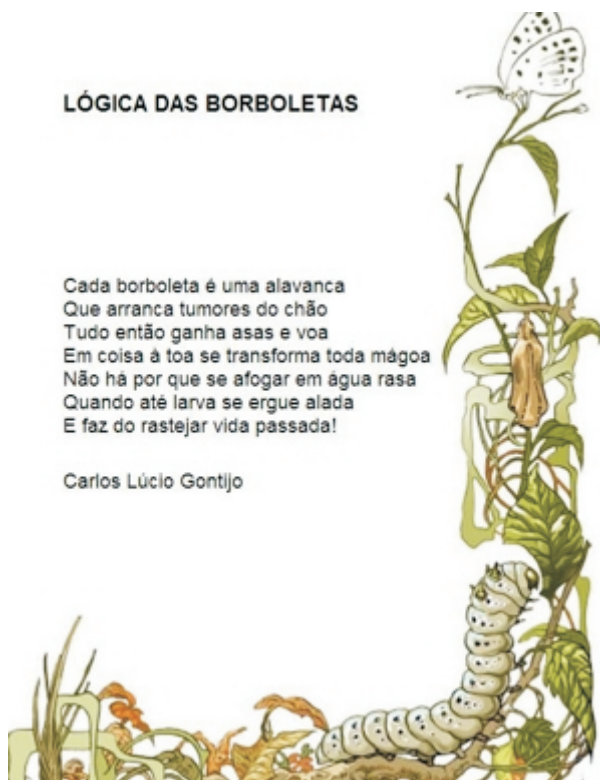 LÓGICA DAS BORBOLETAS
Cada borboleta é uma alavanca
Que arranca tumores do chão
Tudo então ganha asas e voa
Em coisa à toa se transforma toda mágoa
Não há por que se afogar em água rasa
Quando até larva se ergue alada
E faz do rastejar vida passada!
Carlos Lúcio Gontijo